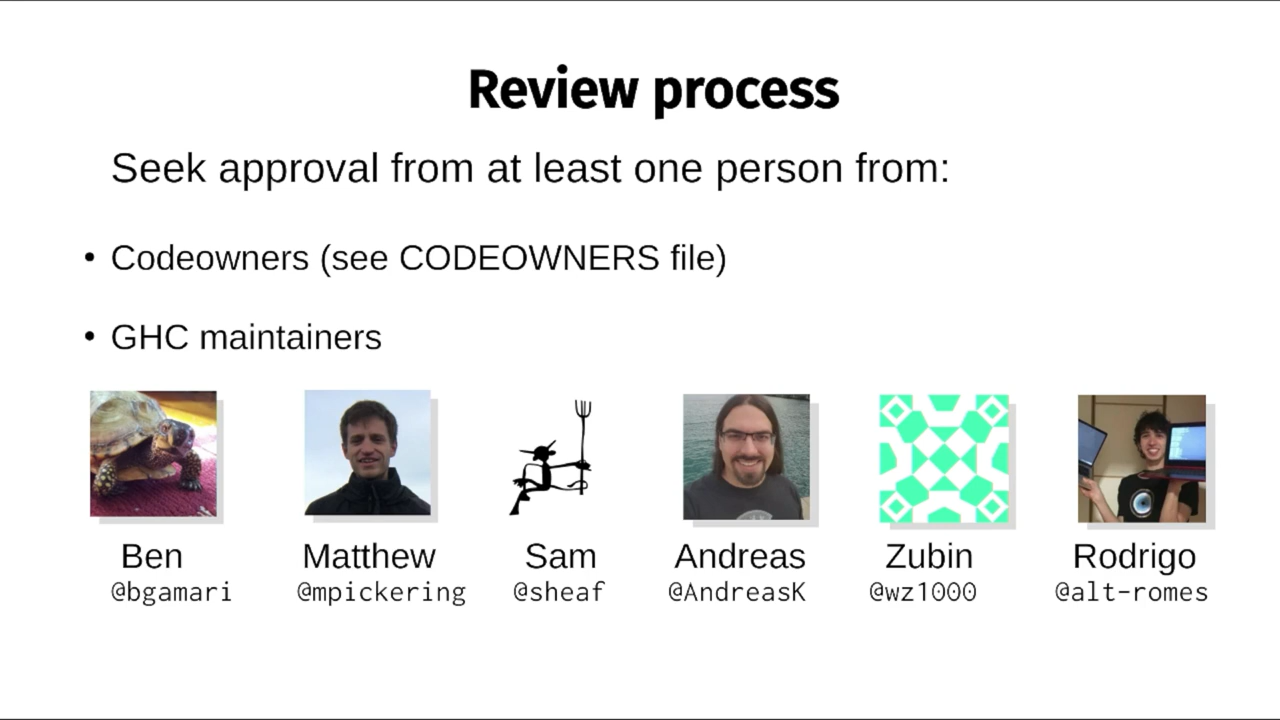 Review process
Seek approval from at least one person from:
• Codeowners (see CODEOWNERS file)
• GHC maintainers
Ben Matthew Sam Andreas Zubin Rodrigo
@bgamari @mpickering @sheaf @AndreasK @wz1000 @alt-romes